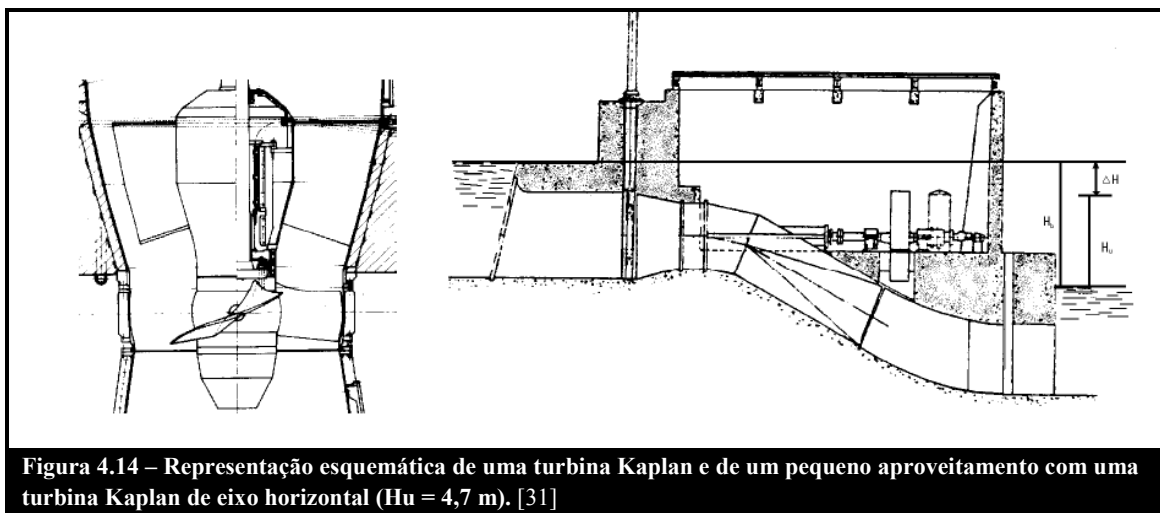 ΔH
Hb
Hu
Figura 4.14 – Representação esquemática de uma turbina Kaplan e de um pequeno aproveitamento com uma
turbina Kaplan de eixo horizontal (Hu = 4,7 m). [31]